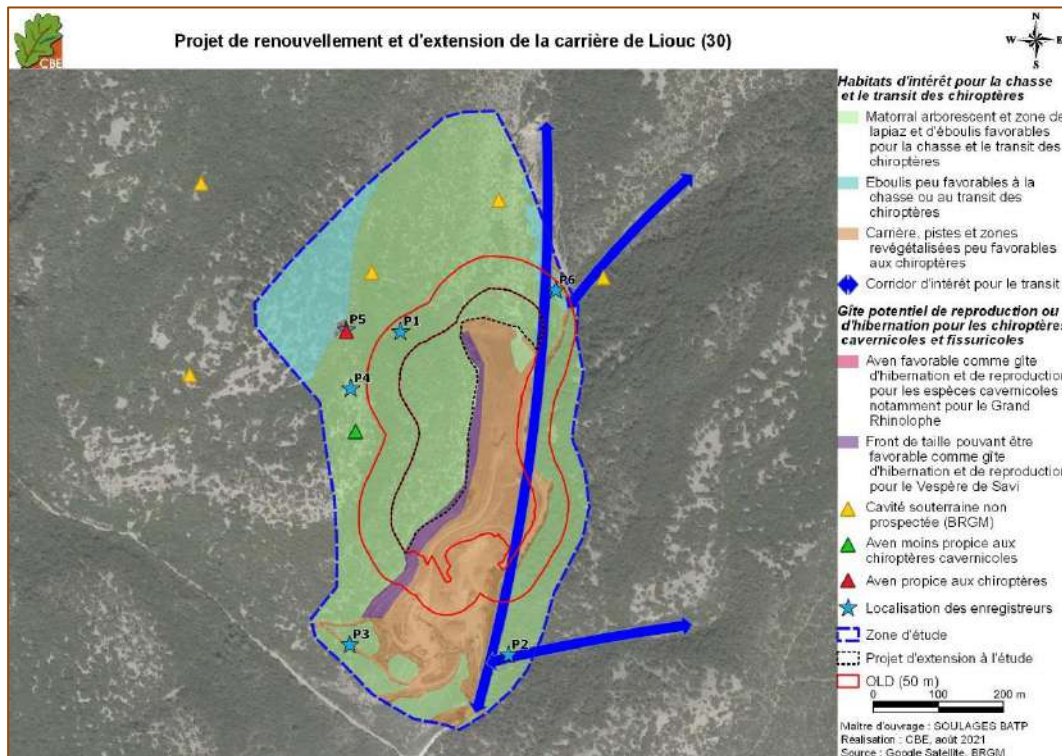 Projet de renouvellement et d'extension de la carrière de Liouc (30)
CBE
N
W
E
S
Habitats d'intérêt pour la chasse
et le transit des chiroptères
Matorral arborescent et zone de
lapiaz et d'éboulis favorables
pour la chasse et le transit des
chiroptères
Eboulis peu favorables à la
chasse ou au transit des
chiroptères
Carrière, pistes et zones
revégétalisées peu favorables
aux chiroptères
Corridor d'intérêt pour le transit
Gîte potentiel de reproduction ou
d'hibernation pour les chiroptères
cavernicoles et fissuricoles
Aven favorable comme gîte
d'hibernation et de reproduction
pour les espèces cavernicoles
notamment pour le Grand
Rhinolophe
Front de taille pouvant être
favorable comme gîte
d'hibernation et de reproduction
pour le Vespère de Savi
Cavité souterraine non
prospectée (BRGM)
Aven moins propice aux
chiroptères cavernicoles
Aven propice aux chiroptères
Localisation des enregistreurs
Zone d'étude
Projet d'extension à l'étude
OLD (50 m)
0 100 200 m
Maître d'ouvrage : SOULAGES BATP
Réalisation : CBE, août 2021
Source : Google Satellite, BRGM
P6
P5
P1
P4
P3
P2